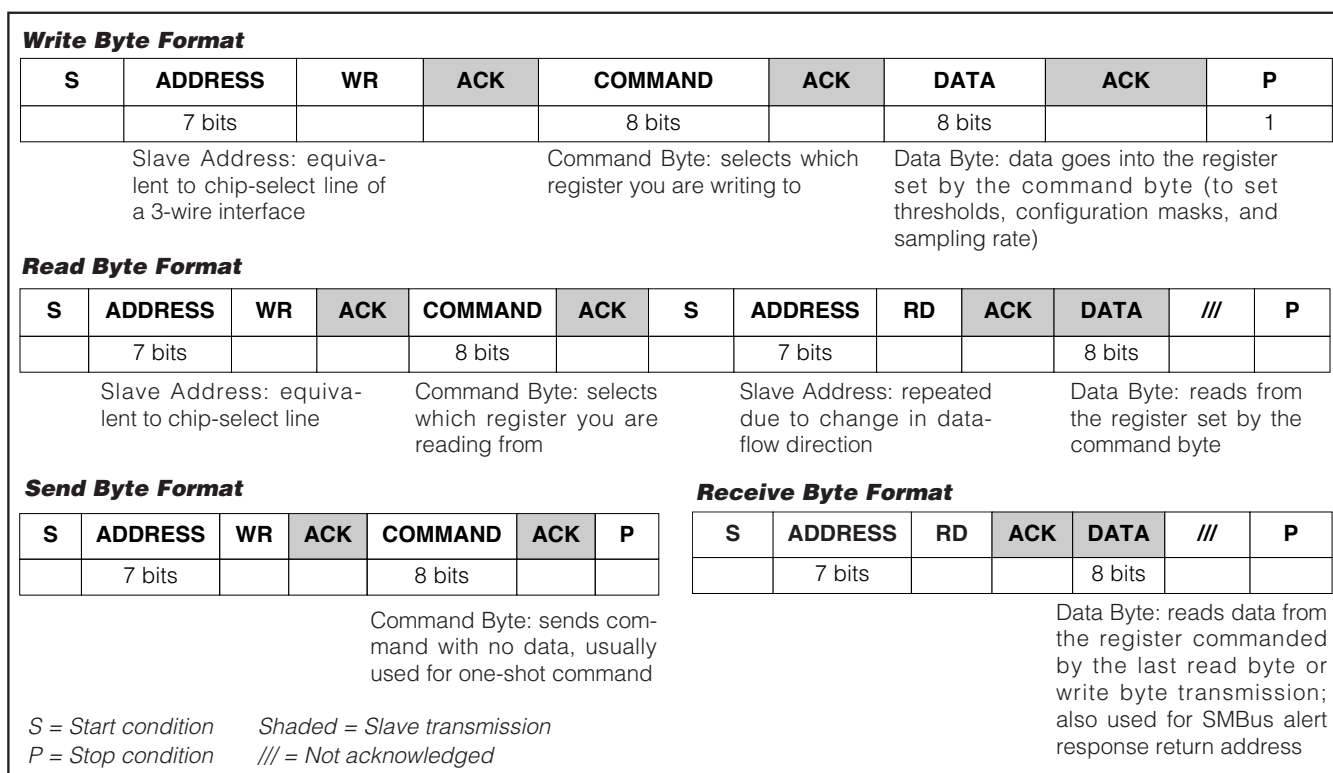 Write Byte Format
S ADDRESS WR ACK COMMAND ACK DATA ACK P
7 bits 8 bits 8 bits 1
Slave Address: equiva-
lent to chip-select line of
a 3-wire interface
Command Byte: selects which
register you are writing to
Data Byte: data goes into the register
set by the command byte (to set
thresholds, configuration masks, and
sampling rate)
Read Byte Format
S ADDRESS WR ACK COMMAND ACK S ADDRESS RD ACK DATA /// P
7 bits 8 bits 7 bits 8 bits
Slave Address: equiva-
lent to chip-select line
Command Byte: selects
which register you are
reading from
Slave Address: repeated
due to change in data-
flow direction
Data Byte: reads from
the register set by the
command byte
Send Byte Format
S ADDRESS WR ACK COMMAND ACK P
7 bits 8 bits
Command Byte: sends com-
mand with no data, usually
used for one-shot command
Receive Byte Format
S ADDRESS RD ACK DATA /// P
7 bits 8 bits
Data Byte: reads data from
the register commanded
by the last read byte or
write byte transmission;
also used for SMBus alert
response return address
S = Start condition Shaded = Slave transmission
P = Stop condition /// = Not acknowledged